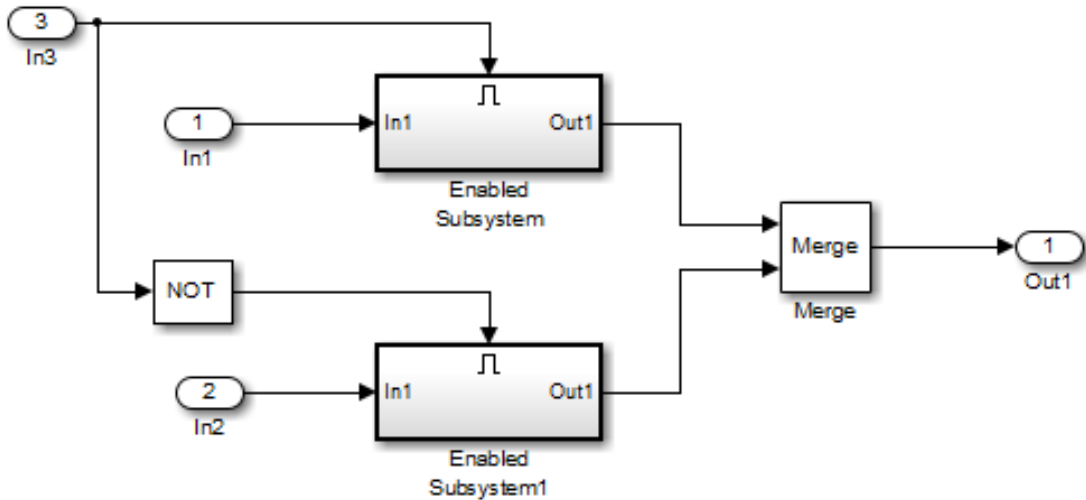 3
In3
1
In1
In1
Out1
Enabled
Subsystem
NOT
2
In2
In1
Out1
Enabled
Subsystem1
Merge
Merge
1
Out1